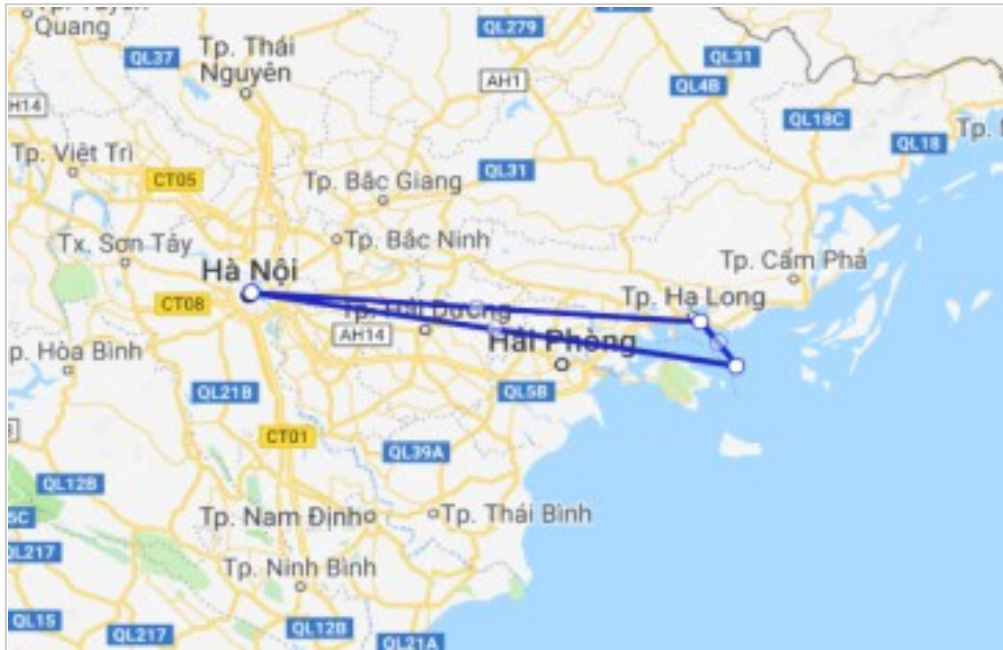 Quang
QL279
QL37
Tp. Thái
Nguyên
AH1
QL31
QL4B
AH14
QL18C
QL18
Tp. Việt Trì
CT05
Tp. Bắc Giang
QL31
Tx. Sơn Tây
Tp. Bắc Ninh
Hà Nội
Tp. Cẩm Phả
CT08
Tp. Hạ Long
AH14
Hải Phòng
p. Hòa Bình
QL21B
QL5B
CT01
QL39A
QL12B
Tp. Nam Định
Tp. Thái Bình
QL217
Tp. Ninh Bình
QL15
QL217
QL12B
QL21A